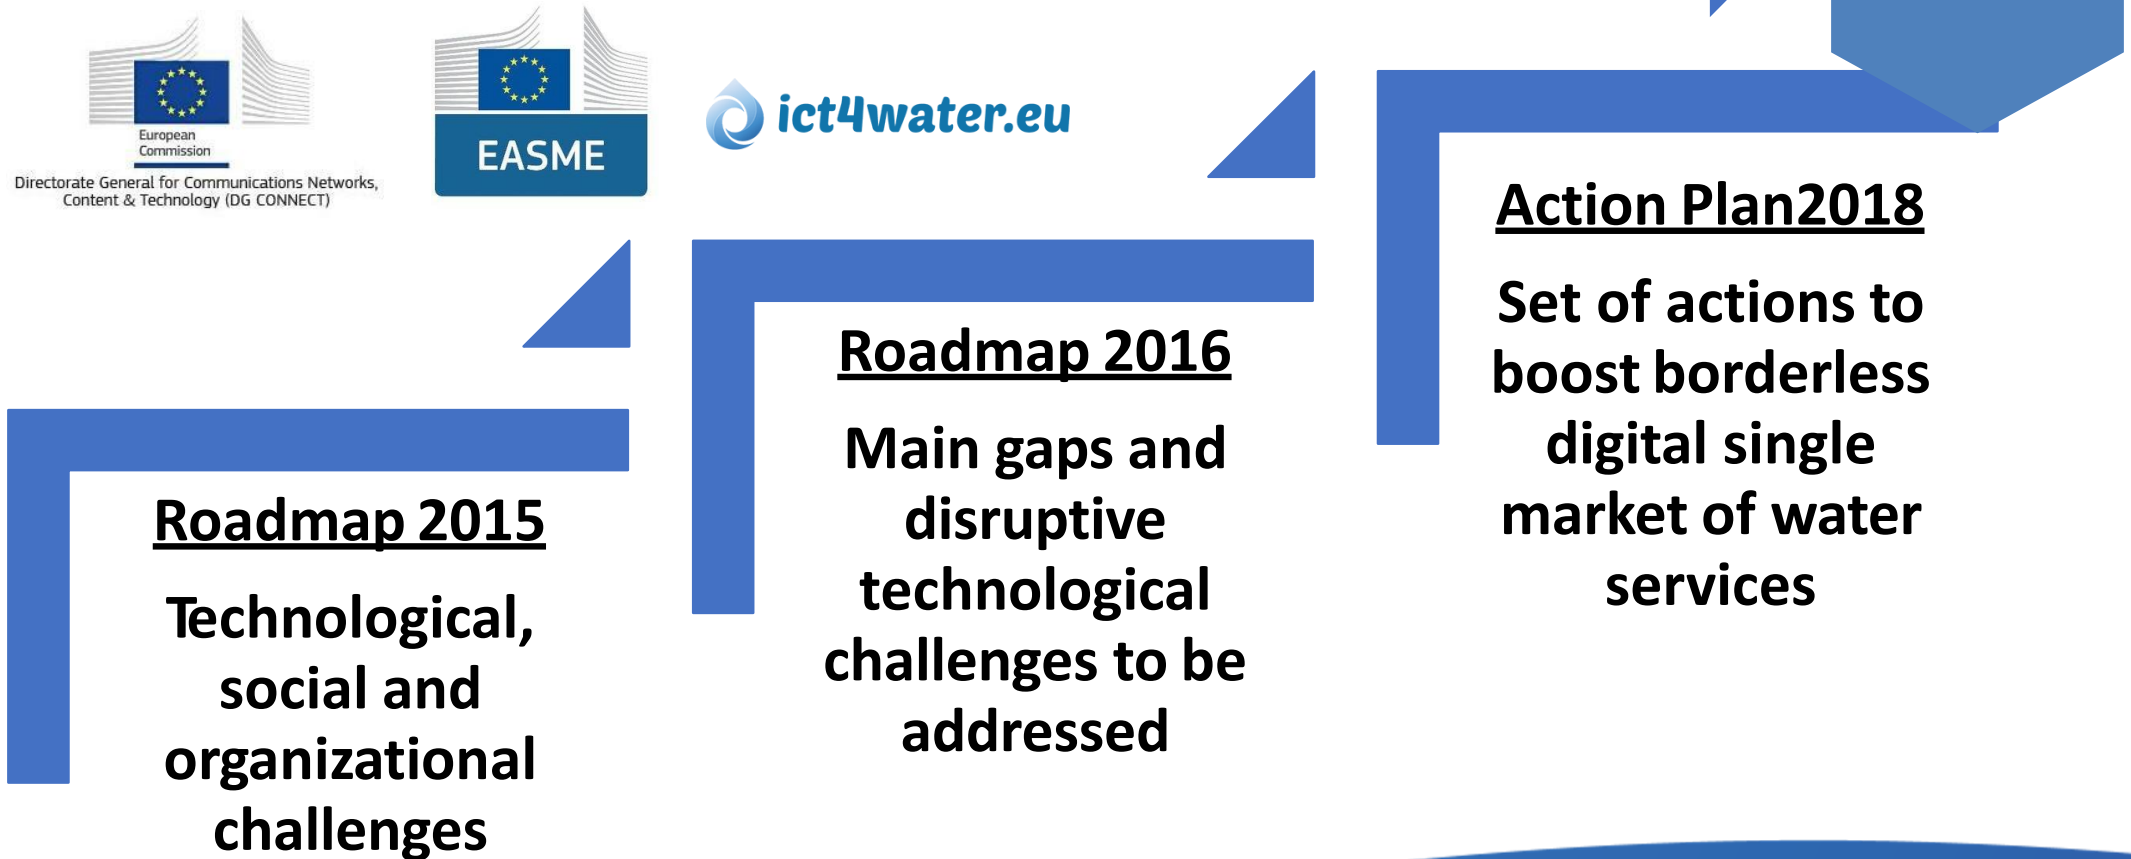 European
Commission
Directorate General for Communications Networks,
Content & Technology (DG CONNECT)
EASME
ict4water.eu
Roadmap 2015
Technological,
social and
organizational
challenges
Roadmap 2016
Main gaps and
disruptive
technological
challenges to be
addressed
Action Plan2018
Set of actions to
boost borderless
digital single
market of water
services